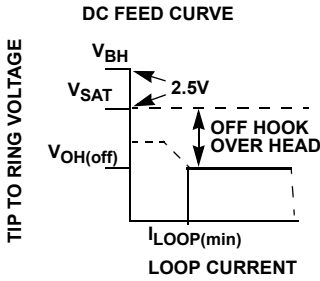 DC FEED CURVE
TIP TO RING VOLTAGE
VBH
2.5V
VSAT
OFF HOOK
OVER HEAD
VOH(off)
ILOOP(min)
LOOP CURRENT